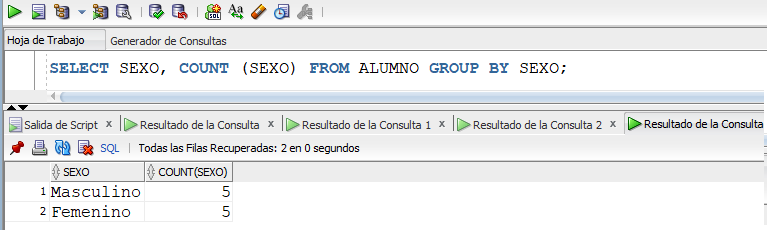 SQL Aa
Hoja de Trabajo Generador de Consultas
SELECT SEXO, COUNT (SEXO) FROM ALUMNO GROUP BY SEXO;
Salida de Script x Resultado de la Consulta x Resultado de la Consulta 1 x Resultado de la Consulta 2 x Resultado de la Consulta
SQL | Todas las Filas Recuperadas: 2 en 0 segundos
SEXO COUNT(SEXO)
1 Masculino 5
2 Femenino 5